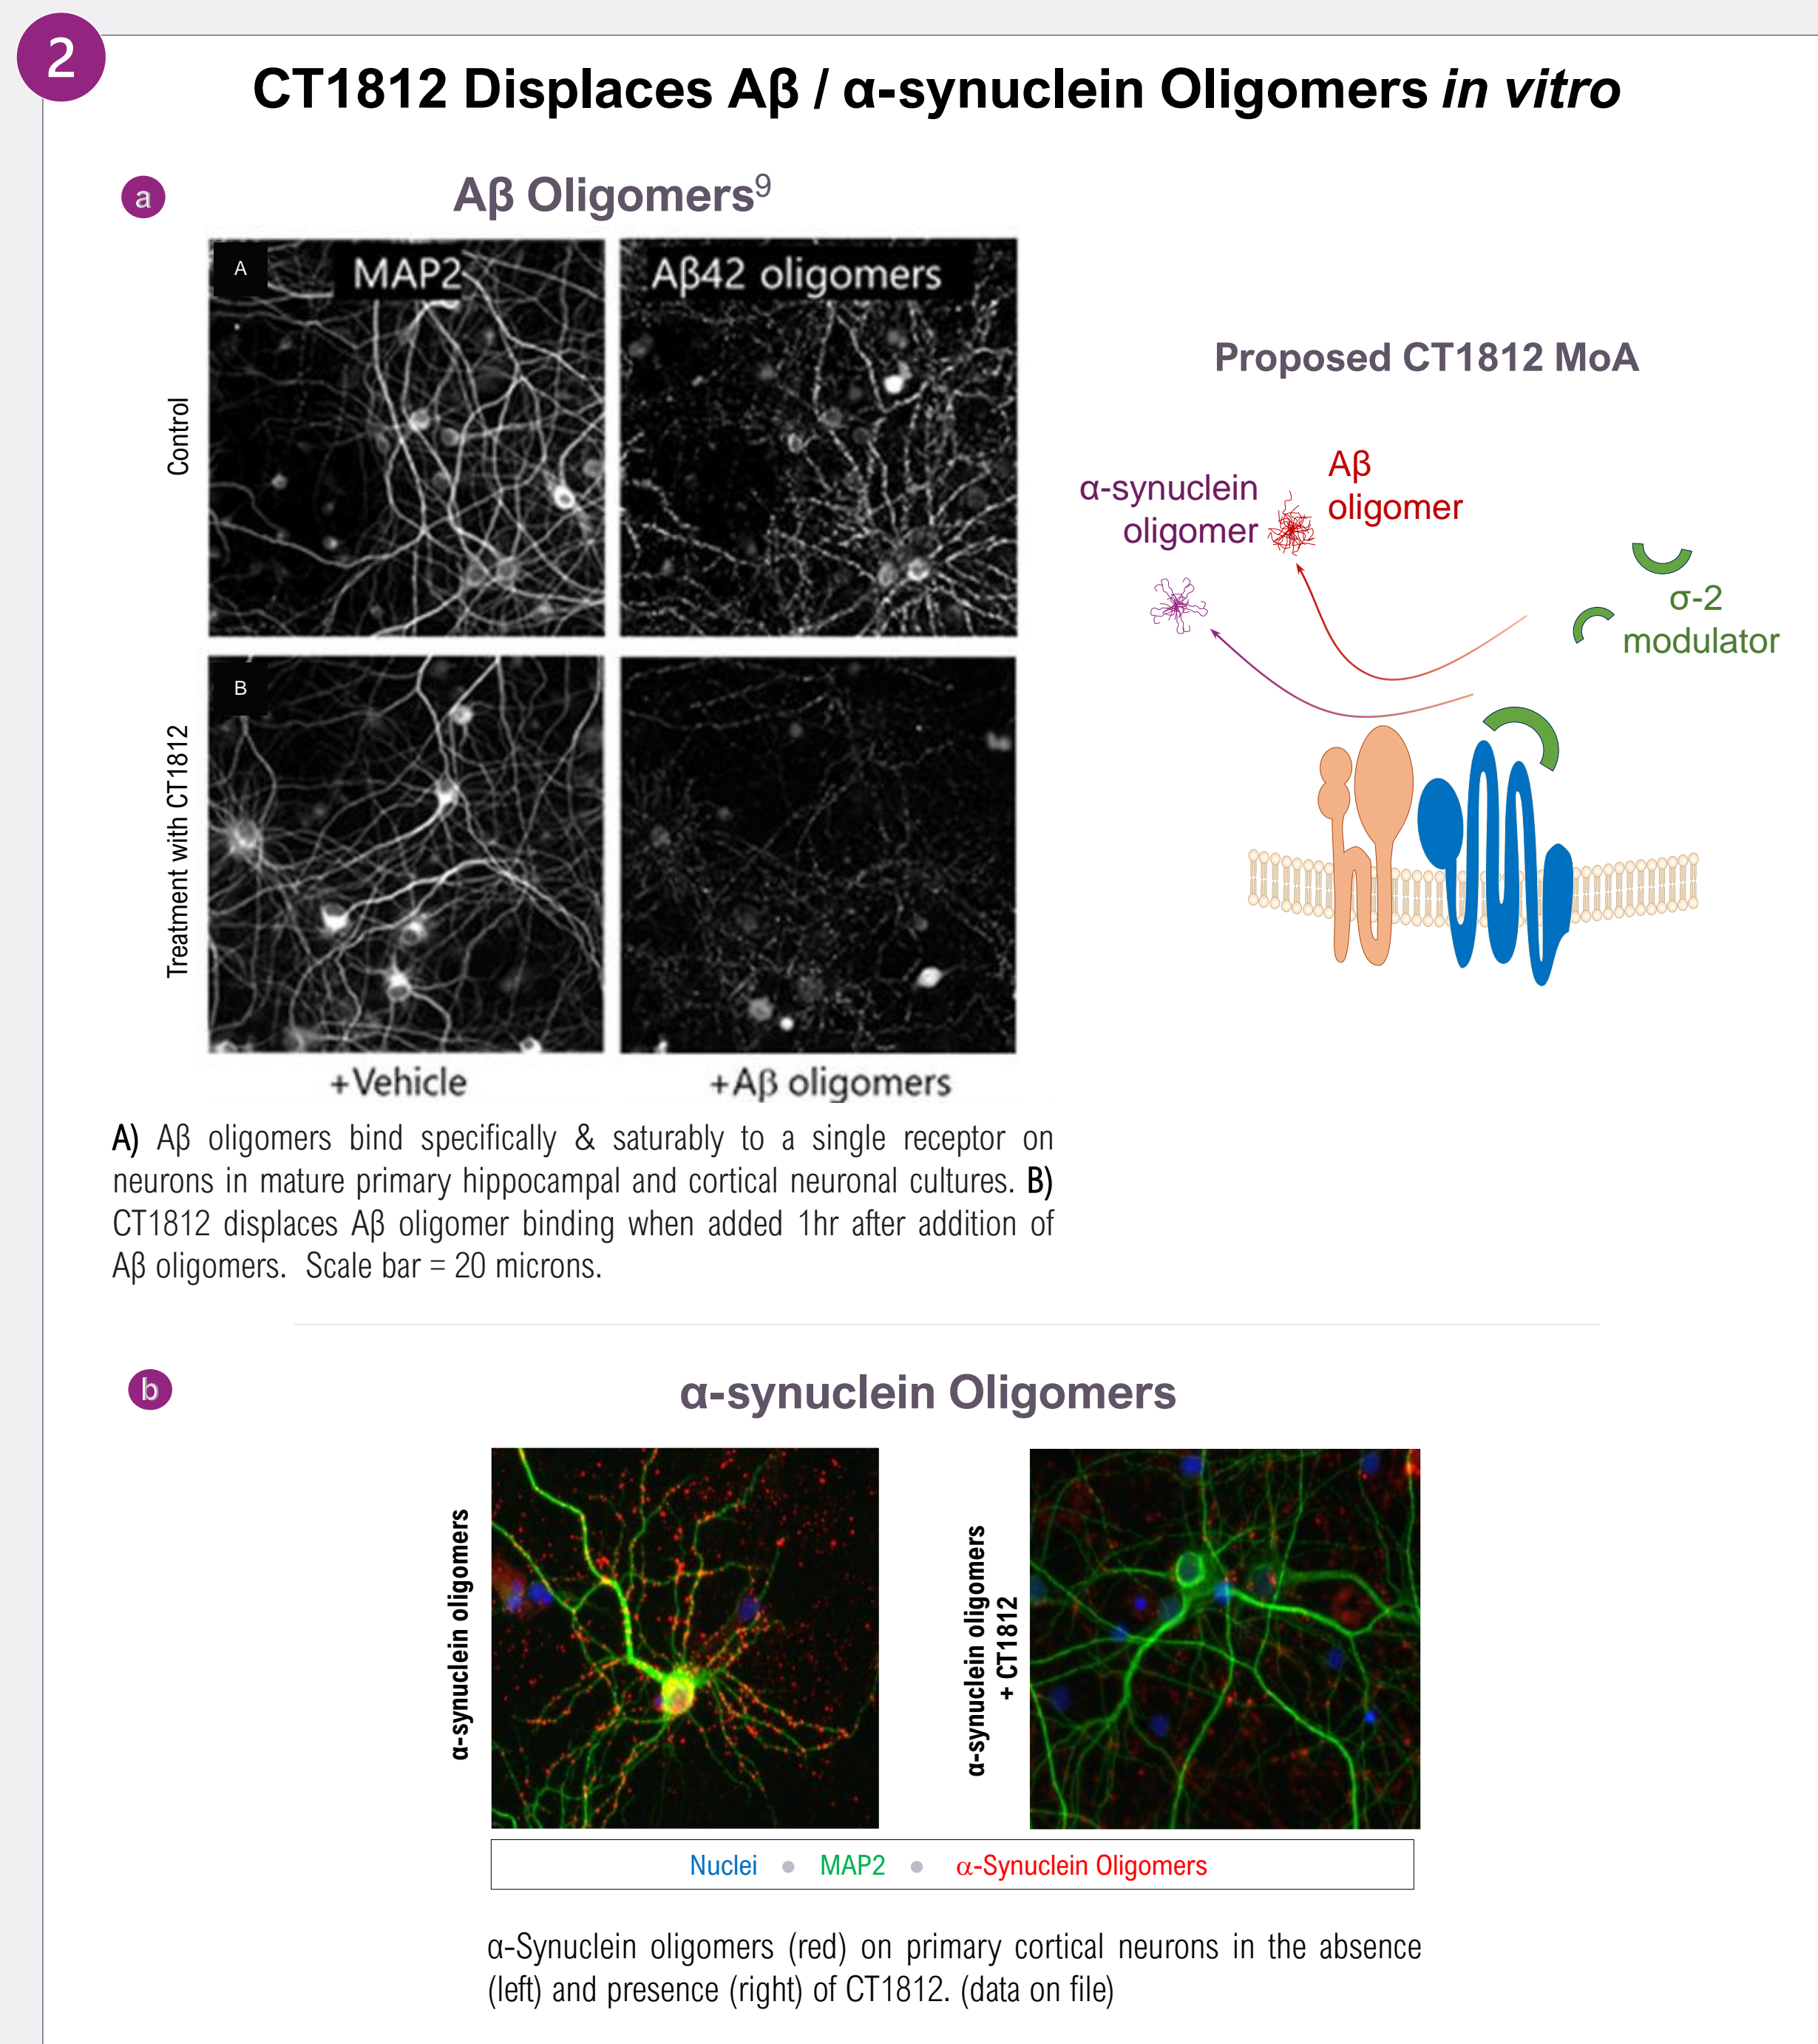 2
CT1812 Displaces Aβ / α-synuclein Oligomers in vitro
a
Aβ Oligomers⁹
A
MAP2
Aβ42 oligomers
Control
B
Treatment with CT1812
+Vehicle
+Aβ oligomers
Proposed CT1812 MoA
α-synuclein
oligomer
Aβ
oligomer
σ-2
modulator
A) Aβ oligomers bind specifically & saturably to a single receptor on
neurons in mature primary hippocampal and cortical neuronal cultures. B)
CT1812 displaces Aβ oligomer binding when added 1hr after addition of
Aβ oligomers. Scale bar = 20 microns.
b
α-synuclein Oligomers
α-synuclein oligomers
α-synuclein oligomers
+ CT1812
Nuclei ● MAP2 ● α-Synuclein Oligomers
α-Synuclein oligomers (red) on primary cortical neurons in the absence
(left) and presence (right) of CT1812. (data on file)